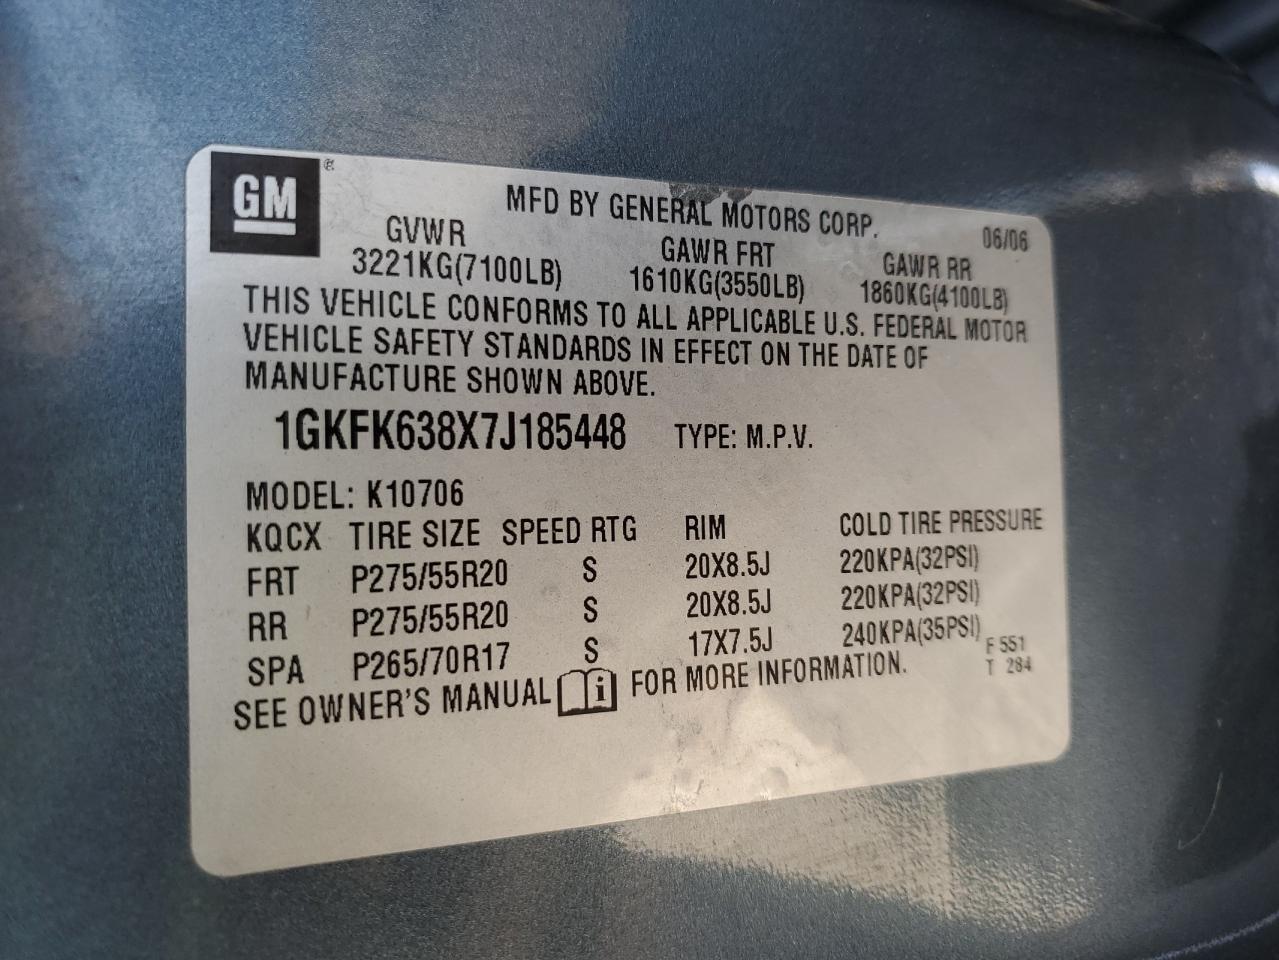 GM ®
MFD BY GENERAL MOTORS CORP.
06/06
GVWR GAWR FRT GAWR RR
3221KG(7100LB) 1610KG(3550LB) 1860KG(4100LB)
THIS VEHICLE CONFORMS TO ALL APPLICABLE U.S. FEDERAL MOTOR
VEHICLE SAFETY STANDARDS IN EFFECT ON THE DATE OF
MANUFACTURE SHOWN ABOVE.
1GKFK638X7J185448 TYPE: M.P.V.
MODEL: K10706
KQCX TIRE SIZE SPEED RTG RIM COLD TIRE PRESSURE
FRT P275/55R20 S 20X8.5J 220KPA(32PSI)
RR P275/55R20 S 20X8.5J 220KPA(32PSI)
SPA P265/70R17 S 17X7.5J 240KPA(35PSI)
F 551
T 284
SEE OWNER'S MANUAL i FOR MORE INFORMATION.